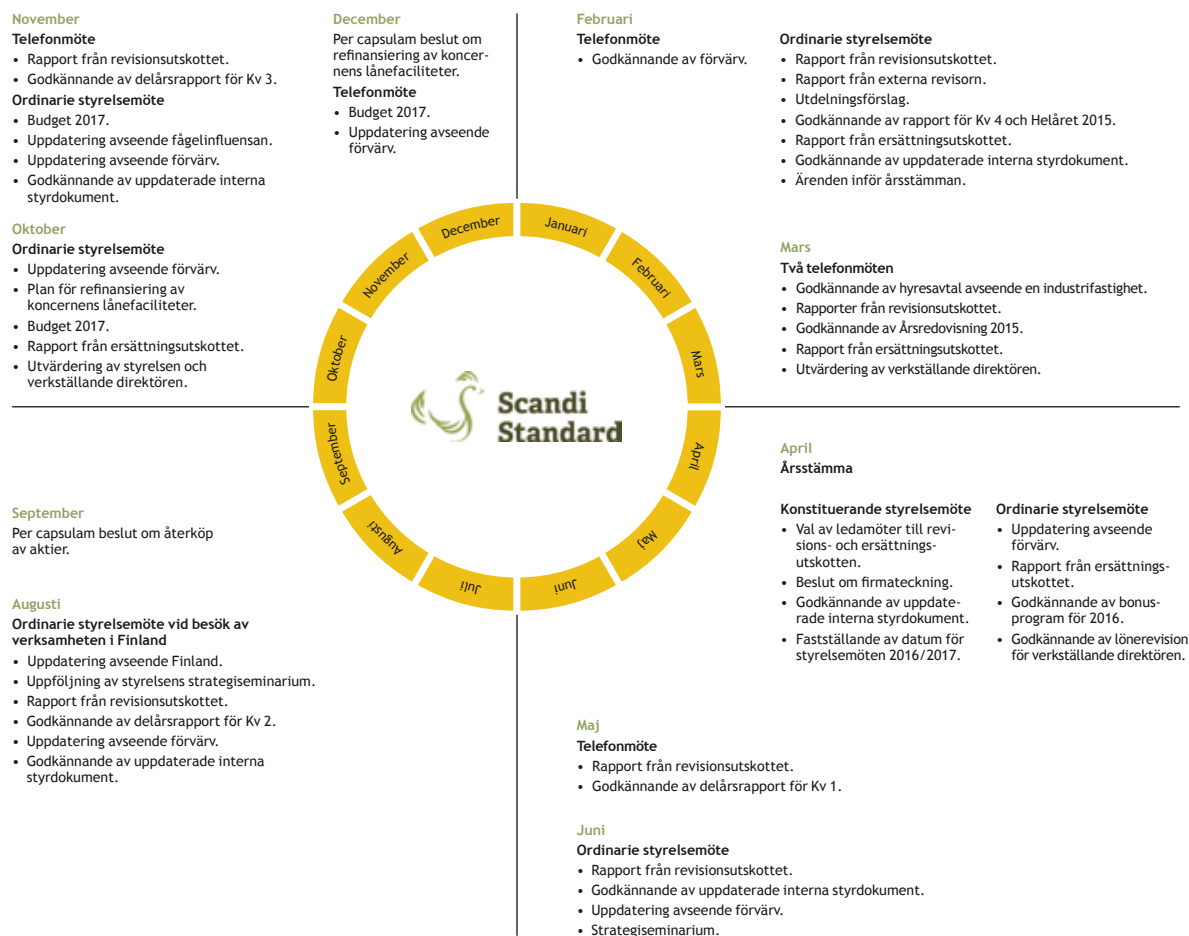 November
Telefonmöte
• Rapport från revisionsutskottet.
• Godkännande av delårsrapport för Kv 3.
Ordinarie styrelsemöte
• Budget 2017.
• Uppdatering avseende fågelinfluensan.
• Uppdatering avseende förvärv.
• Godkännande av uppdaterade interna
styrdokument.
December
Per capsulam beslut om
refinansiering av koncer-
nens lånefaciliteter.
Telefonmöte
• Budget 2017.
• Uppdatering avseende
förvärv.
Februari
Telefonmöte
• Godkännande av förvärv.
Ordinarie styrelsemöte
• Rapport från revisionsutskottet.
• Rapport från externa revisorn.
• Utdelningsförslag.
• Godkännande av rapport för Kv 4 och Helåret 2015.
• Rapport från ersättningsutskottet.
• Godkännande av uppdaterade interna styrdokument.
• Ärenden inför årsstämman.
Oktober
Ordinarie styrelsemöte
• Uppdatering avseende förvärv.
• Plan för refinansiering av
koncernens lånefaciliteter.
• Budget 2017.
• Rapport från ersättningsutskottet.
• Utvärdering av styrelsen och
verkställande direktören.
Januari
Februari
Mars
April
Maj
Juni
Juli
Augusti
September
Oktober
November
December
Scandi
Standard
Mars
Två telefonmöten
• Godkännande av hyresavtal avseende en industrifastighet.
• Rapporter från revisionsutskottet.
• Godkännande av Årsredovisning 2015.
• Rapport från ersättningsutskottet.
• Utvärdering av verkställande direktören.
September
Per capsulam beslut om återköp
av aktier.
April
Årsstämma
Konstituerande styrelsemöte
• Val av ledamöter till revi-
sions- och ersättnings-
utskotten.
• Beslut om firmateckning.
• Godkännande av uppdate-
rade interna styrdokument.
• Fastställande av datum för
styrelsemöten 2016/2017.
Ordinarie styrelsemöte
• Uppdatering avseende
förvärv.
• Rapport från ersättnings-
utskottet.
• Godkännande av bonus-
program för 2016.
• Godkännande av lönerevision
för verkställande direktören.
Augusti
Ordinarie styrelsemöte vid besök av
verksamheten i Finland
• Uppdatering avseende Finland.
• Uppföljning av styrelsens strategiseminarium.
• Rapport från revisionsutskottet.
• Godkännande av delårsrapport för Kv 2.
• Uppdatering avseende förvärv.
• Godkännande av uppdaterade interna
styrdokument.
Maj
Telefonmöte
• Rapport från revisionsutskottet.
• Godkännande av delårsrapport för Kv 1.
Juni
Ordinarie styrelsemöte
• Rapport från revisionsutskottet.
• Godkännande av uppdaterade interna styrdokument.
• Uppdatering avseende förvärv.
• Strategiseminarium.